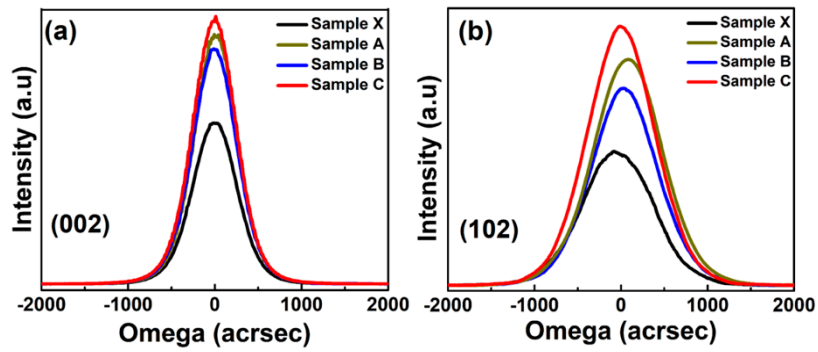 (a)
Sample X
Sample A
Sample B
Sample C
(002)
Intensity (a.u)
-2000 -1000 0 1000 2000
Omega (acrsec)
(b)
Sample X
Sample A
Sample B
Sample C
(102)
Intensity (a.u)
-2000 -1000 0 1000 2000
Omega (acrsec)